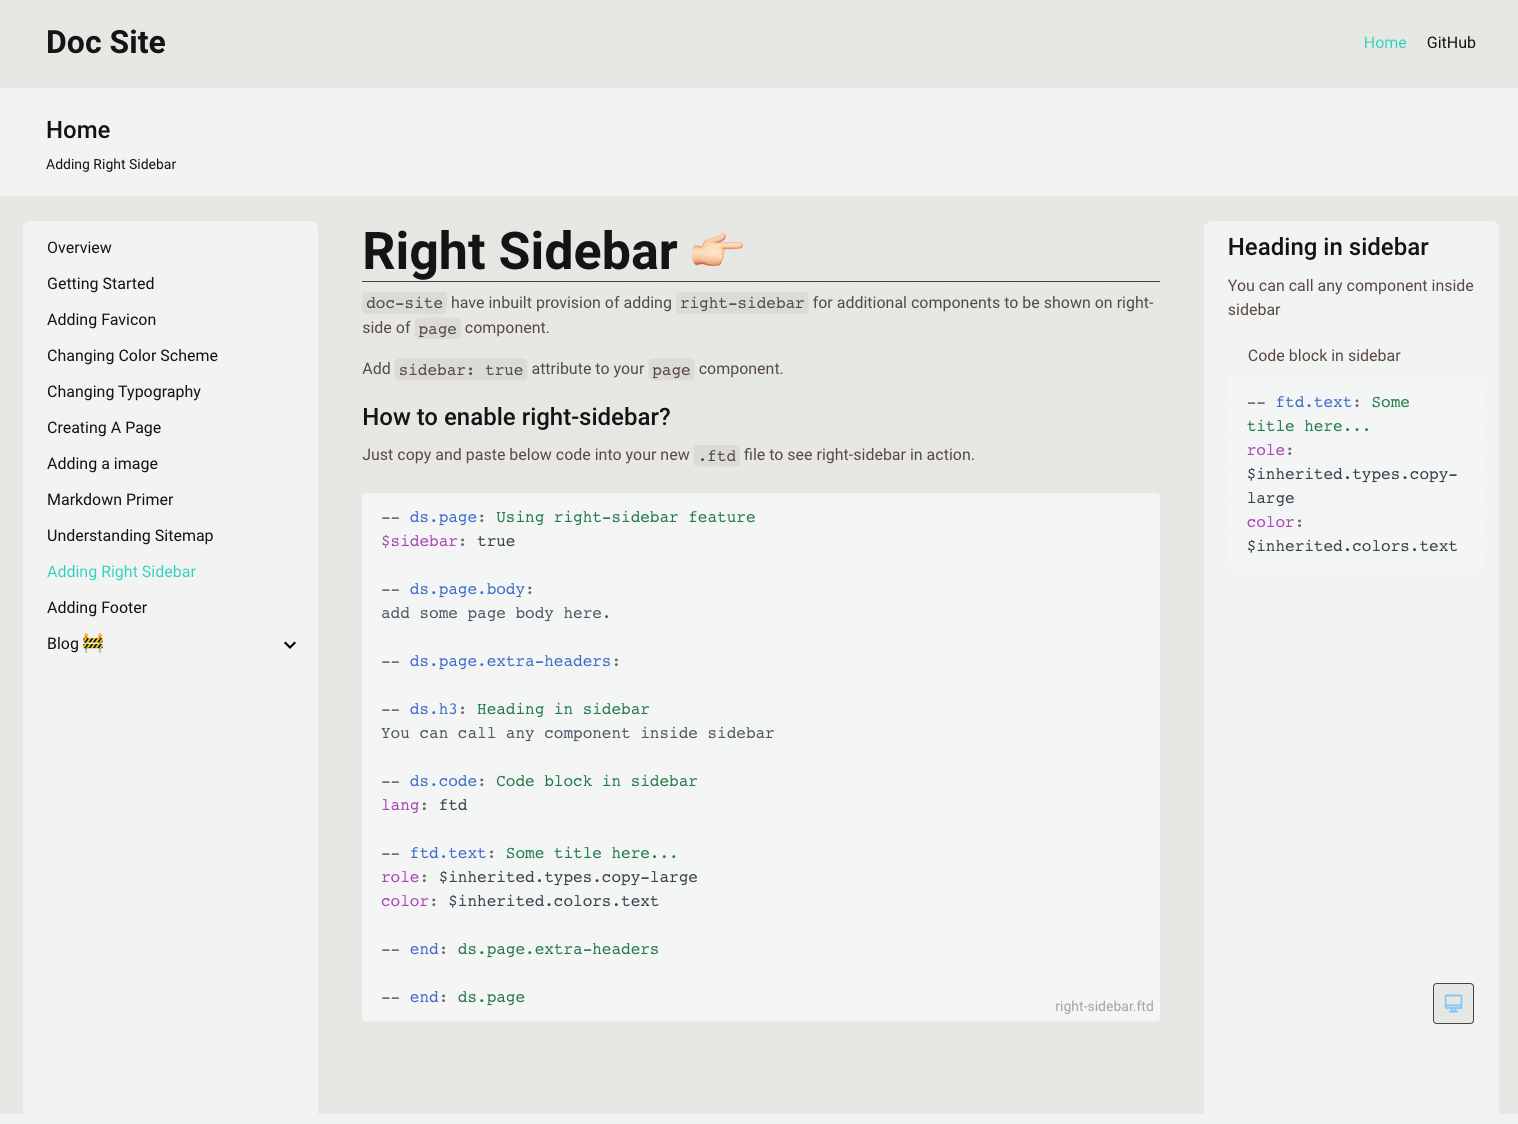 Doc Site
Home
GitHub
Home
Adding Right Sidebar
Overview
Getting Started
Adding Favicon
Changing Color Scheme
Changing Typography
Creating A Page
Adding a image
Markdown Primer
Understanding Sitemap
Adding Right Sidebar
Adding Footer
Blog 🚧
Right Sidebar 👉🏻
doc-site have inbuilt provision of adding right-sidebar for additional components to be shown on right-
side of page component.
Add sidebar: true attribute to your page component.
How to enable right-sidebar?
Just copy and paste below code into your new .ftd file to see right-sidebar in action.
-- ds.page: Using right-sidebar feature
$sidebar: true
-- ds.page.body:
add some page body here.
-- ds.page.extra-headers:
-- ds.h3: Heading in sidebar
You can call any component inside sidebar
-- ds.code: Code block in sidebar
lang: ftd
-- ftd.text: Some title here...
role: $inherited.types.copy-large
color: $inherited.colors.text
-- end: ds.page.extra-headers
-- end: ds.page
right-sidebar.ftd
Heading in sidebar
You can call any component inside
sidebar
Code block in sidebar
-- ftd.text: Some
title here...
role:
$inherited.types.copy-
large
color:
$inherited.colors.text